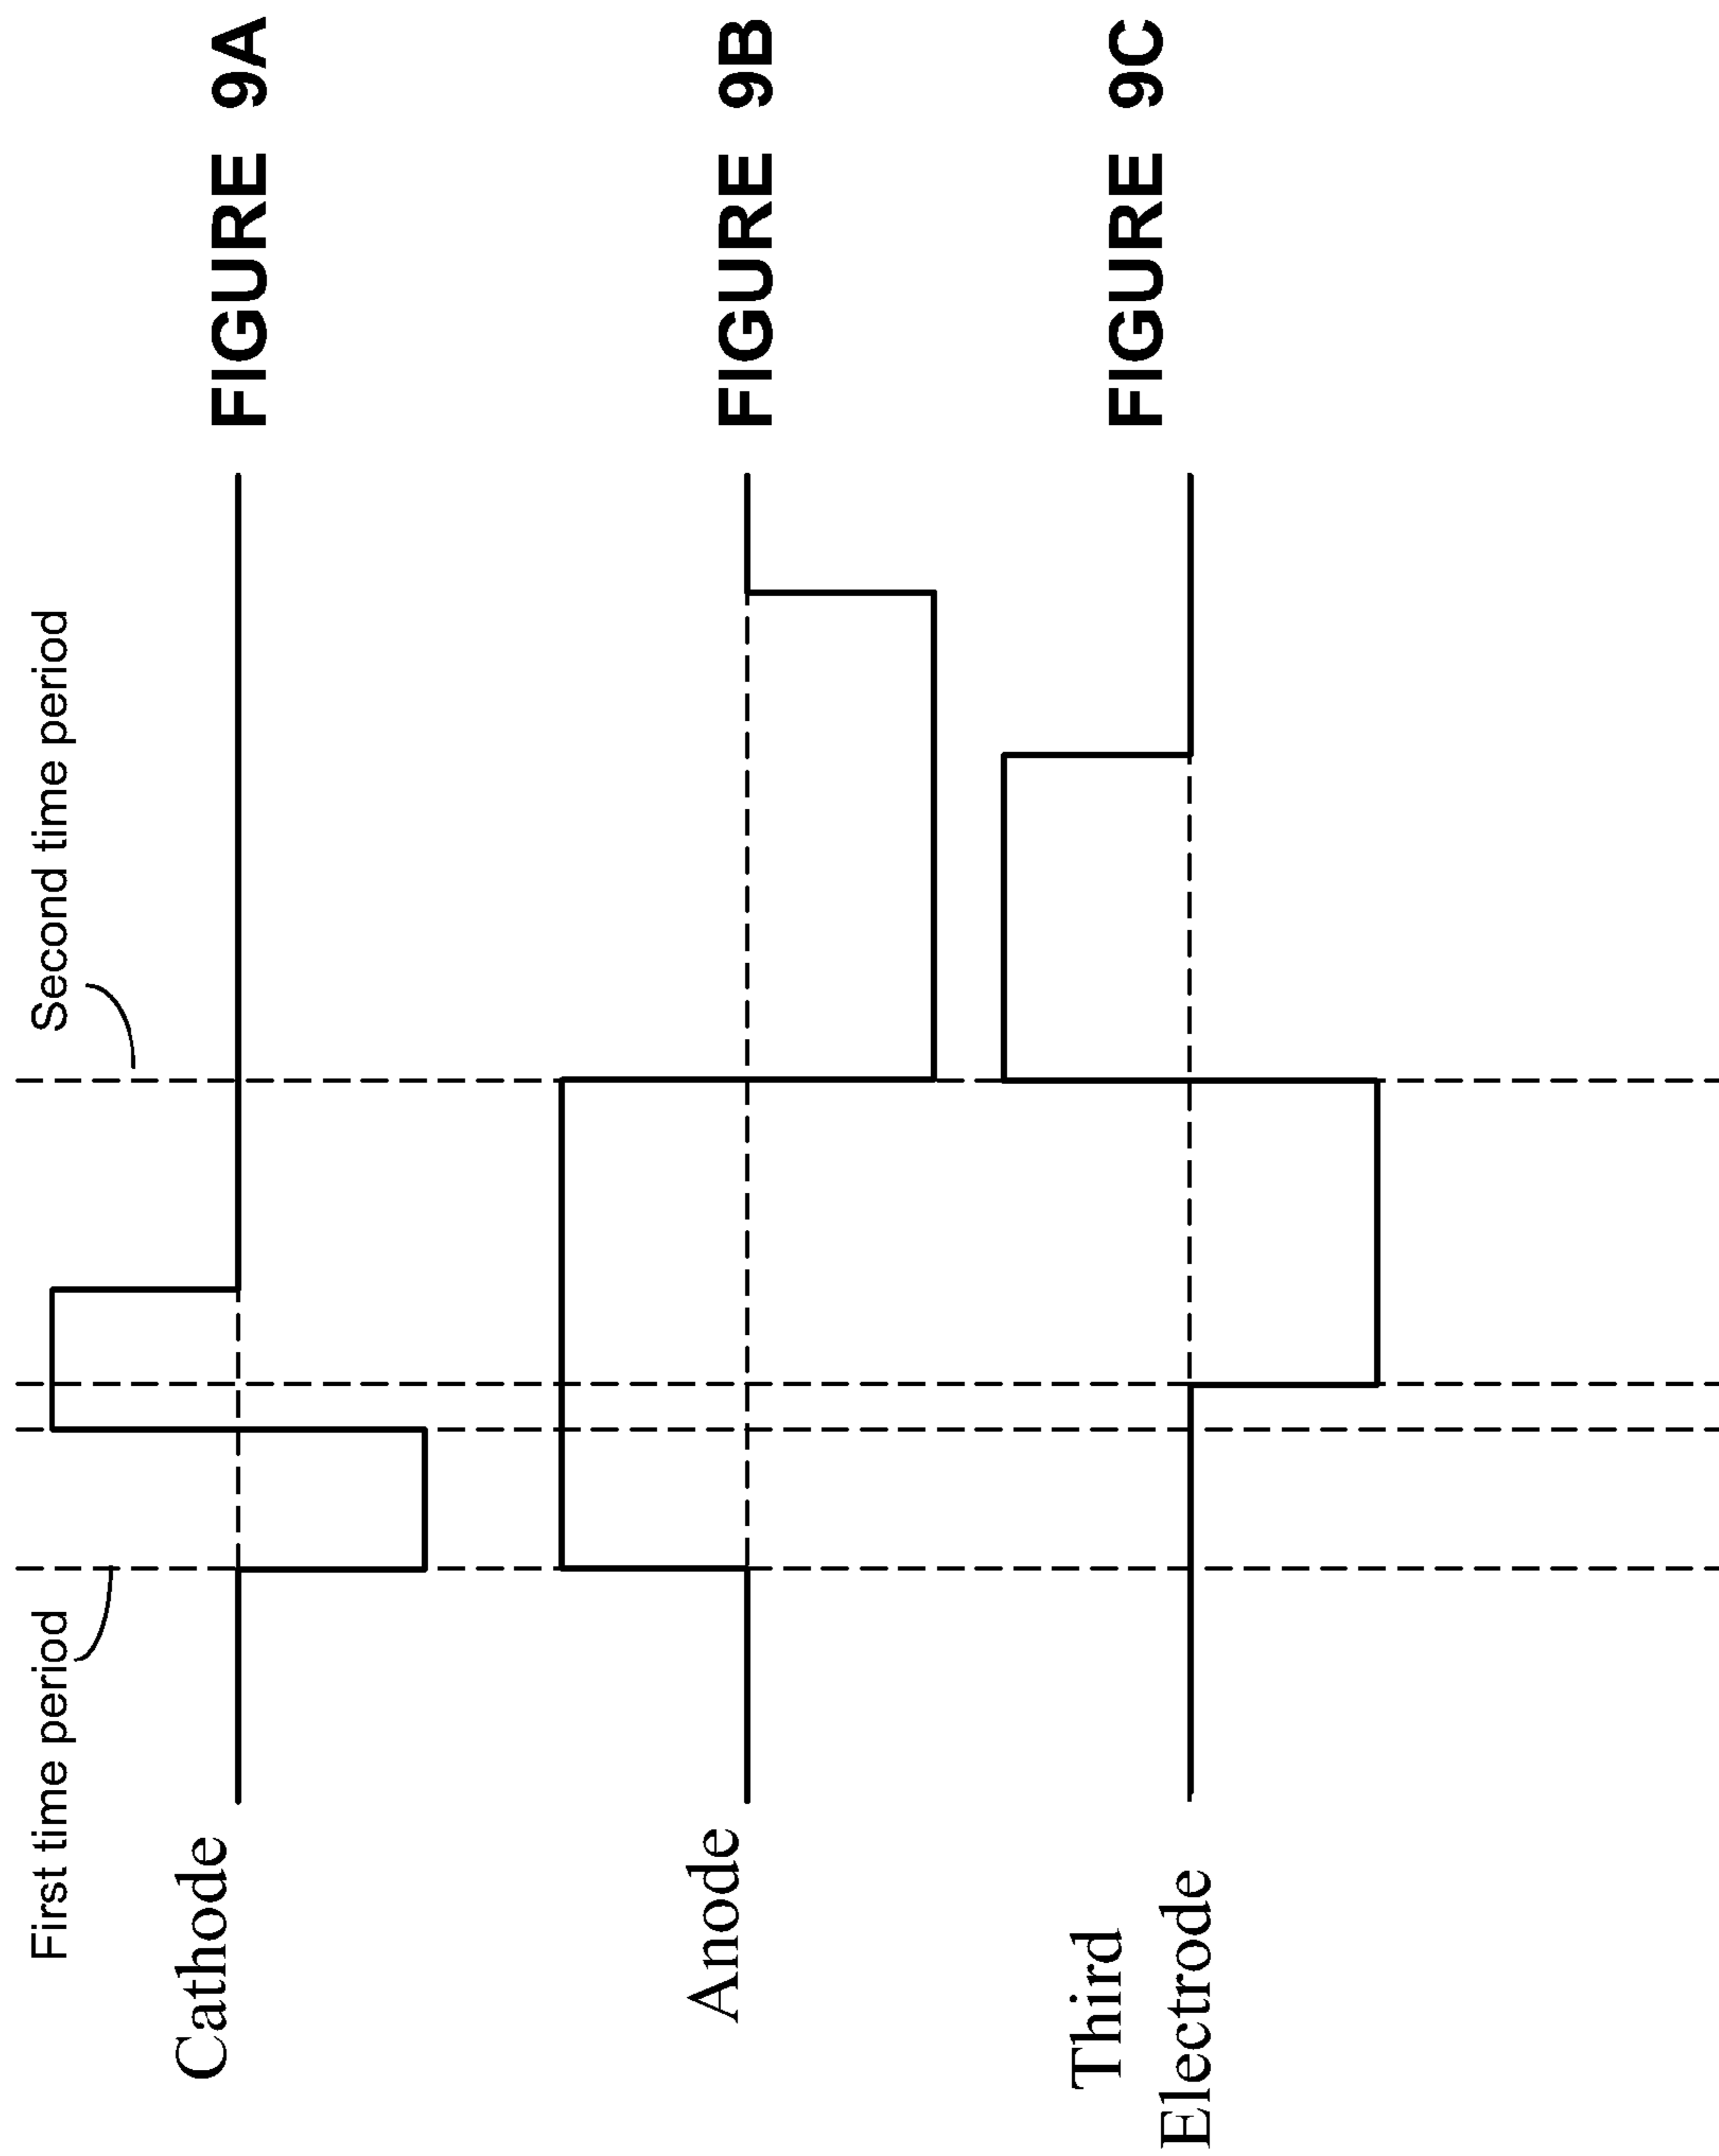 First time period
Second time period
Cathode
FIGURE 9A
Anode
FIGURE 9B
Third
Electrode
FIGURE 9C